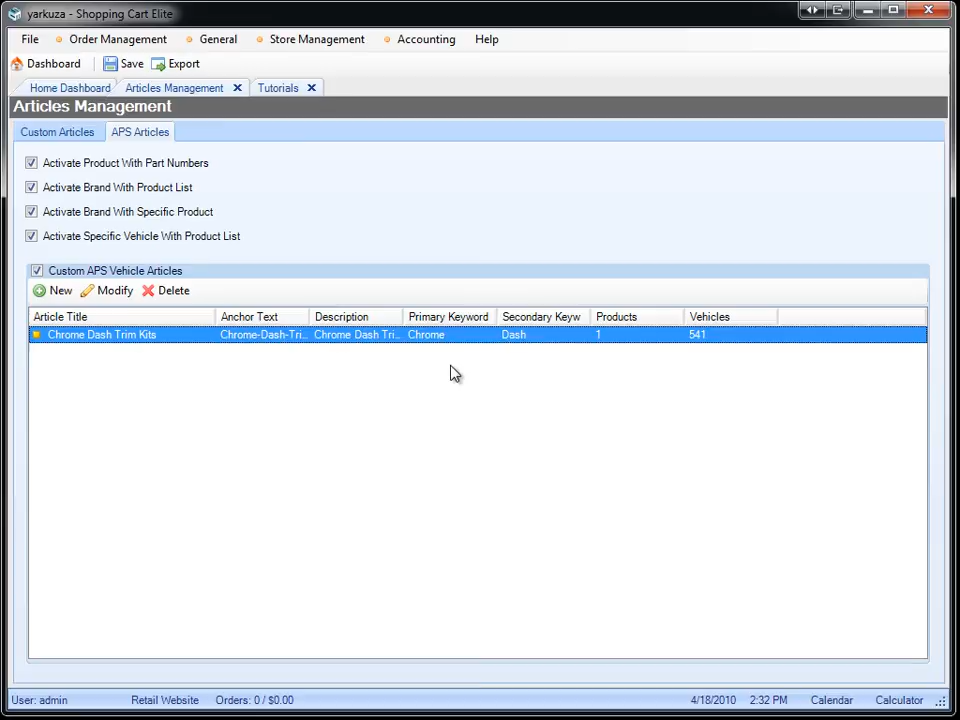 yarkuza - Shopping Cart Elite
File Order Management General Store Management Accounting Help
Dashboard Save Export
Home Dashboard Articles Management Tutorials
Articles Management
Custom Articles APS Articles
Activate Product With Part Numbers
Activate Brand With Product List
Activate Brand With Specific Product
Activate Specific Vehicle With Product List
Custom APS Vehicle Articles
New Modify Delete
Article Title Anchor Text Description Primary Keyword Secondary Keyw Products Vehicles
Chrome Dash Trim Kits Chrome-Dash-Tri... Chrome Dash Tri... Chrome Dash 1 541
User: admin Retail Website Orders: 0 / $0.00 4/18/2010 2:32 PM Calendar Calculator